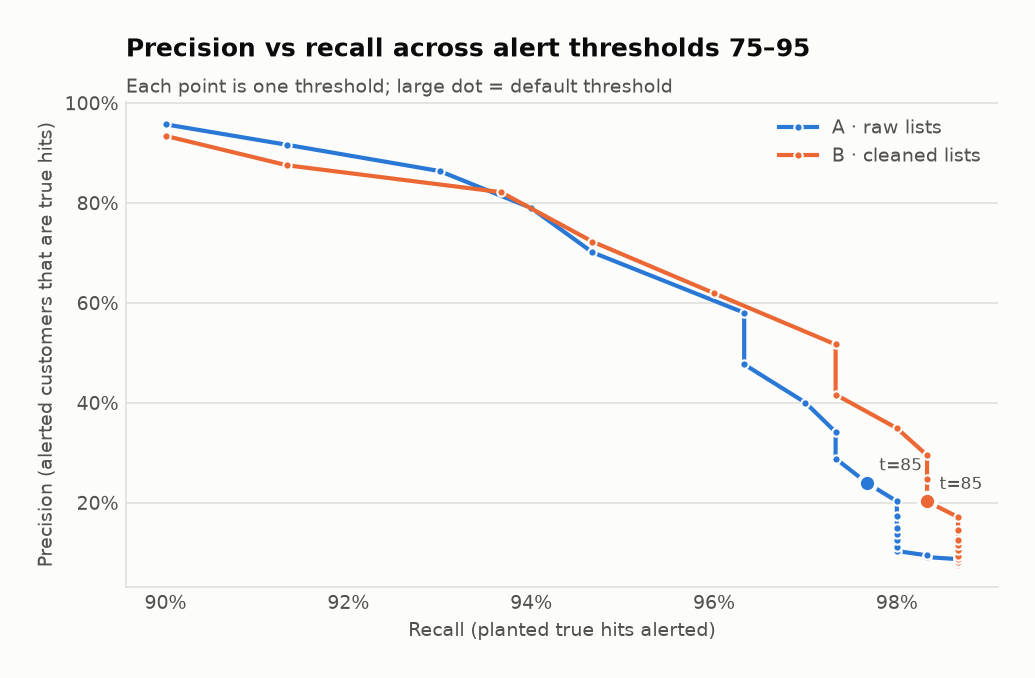 Precision vs recall across alert thresholds 75–95
Each point is one threshold; large dot = default threshold
100%
80%
60%
40%
20%
Precision (alerted customers that are true hits)
A · raw lists
B · cleaned lists
t=85
t=85
90%
92%
94%
96%
98%
Recall (planted true hits alerted)